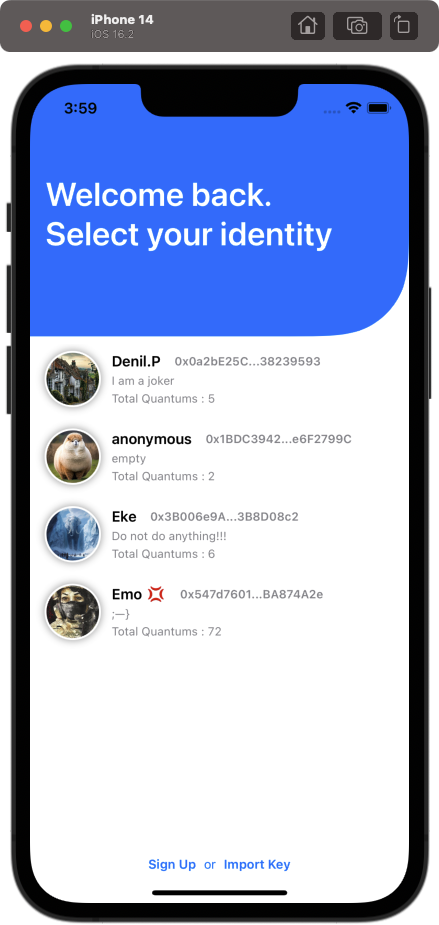 iPhone 14
iOS 16.2
3:59
Welcome back.
Select your identity
Denil.P 0x0a2bE25C...38239593
I am a joker
Total Quantums : 5
anonymous 0x1BDC3942...e6F2799C
empty
Total Quantums : 2
Eke 0x3B006e9A...3B8D08c2
Do not do anything!!!
Total Quantums : 6
Emo 💢 0x547d7601...BA874A2e
;—}
Total Quantums : 72
Sign Up or Import Key